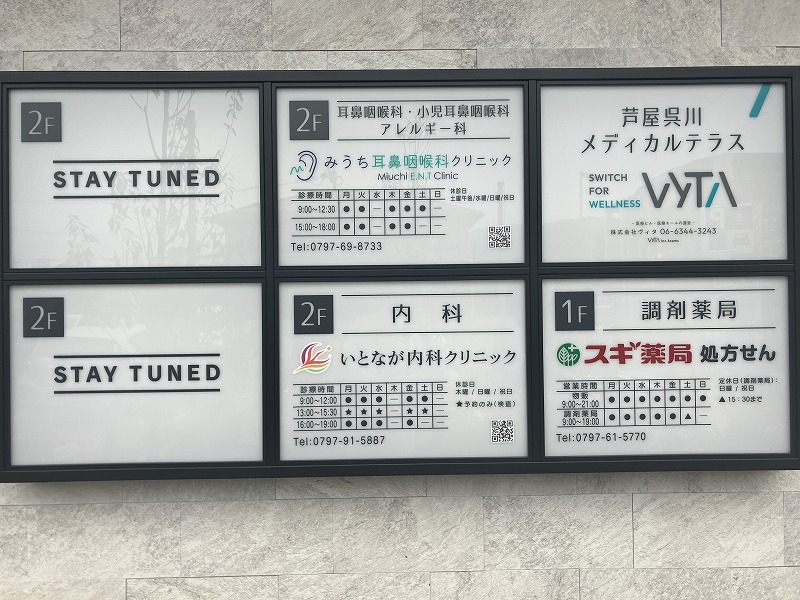 2F
STAY TUNED
2F
耳鼻咽喉科・小児耳鼻咽喉科
アレルギー科
みうち耳鼻咽喉科クリニック
Miuchi E.N.T Clinic
診療時間 月 火 水 木 金 土 日
9:00～12:30 ● ● － ● ● ● －
15:00～18:00 ● ● － ● ● － －
休診日
土曜午後/水曜/日曜/祝日
Tel:0797-69-8733
芦屋呉川
メディカルテラス
SWITCH
FOR
WELLNESS
VYTA
株式会社ヴィタ 06-6344-3243
2F
STAY TUNED
2F
内科
いとなが内科クリニック
診療時間 月 火 水 木 金 土 日
9:00～12:00 ● ● ● － ● ● －
13:00～15:30 ★ ★ ★ － ★ ★ －
16:00～19:00 ● ● ● － ● － －
休診日
木曜 / 日曜 / 祝日
★予約のみ(検査)
Tel:0797-91-5887
1F
調剤薬局
スギ薬局 処方せん
営業時間 月 火 水 木 金 土 日
物販
9:00～21:00 ● ● ● ● ● ● ●
調剤薬局
9:00～19:00 ● ● ● ● ● ▲ －
定休日(調剤薬局):
日曜 / 祝日
▲ 15:30まで
Tel:0797-61-5770